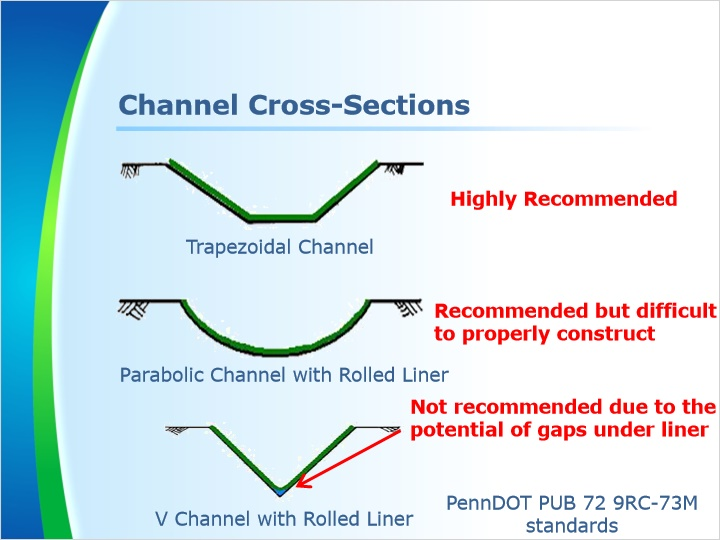 Channel Cross-Sections
Highly Recommended
Trapezoidal Channel
Recommended but difficult
to properly construct
Parabolic Channel with Rolled Liner
Not recommended due to the
potential of gaps under liner
V Channel with Rolled Liner
PennDOT PUB 72 9RC-73M
standards